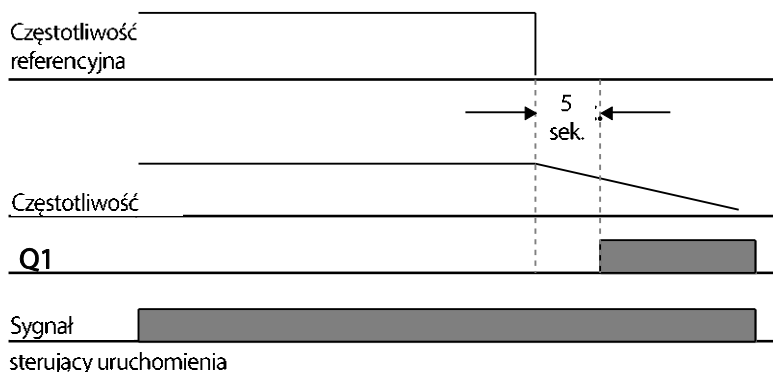 Częstotliwość
referencyjna
5
sek.
Częstotliwość
Q1
Sygnał
sterujący uruchomienia